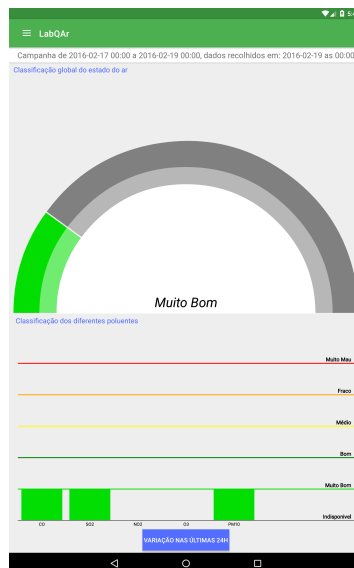 LabQAr
Campanha de 2016-02-17 00:00 a 2016-02-19 00:00, dados recolhidos em: 2016-02-19 as 00:00
Classificação global do estado do ar
Muito Bom
Classificação dos diferentes poluentes
Muito Mau
Fraco
Médio
Bom
Muito Bom
Indisponível
CO SO2 NO2 O3 PM10
VARIAÇÃO NAS ÚLTIMAS 24H